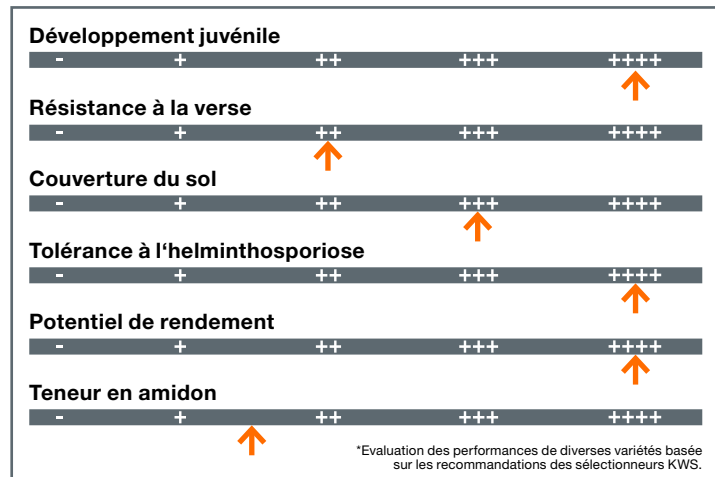 Développement juvénile
- + ++ +++ ++++
Résistance à la verse
- + ++ +++ ++++
Couverture du sol
- + ++ +++ ++++
Tolérance à l‘helminthosporiose
- + ++ +++ ++++
Potentiel de rendement
- + ++ +++ ++++
Teneur en amidon
- + ++ +++ ++++
*Evaluation des performances de diverses variétés basée
sur les recommandations des sélectionneurs KWS.